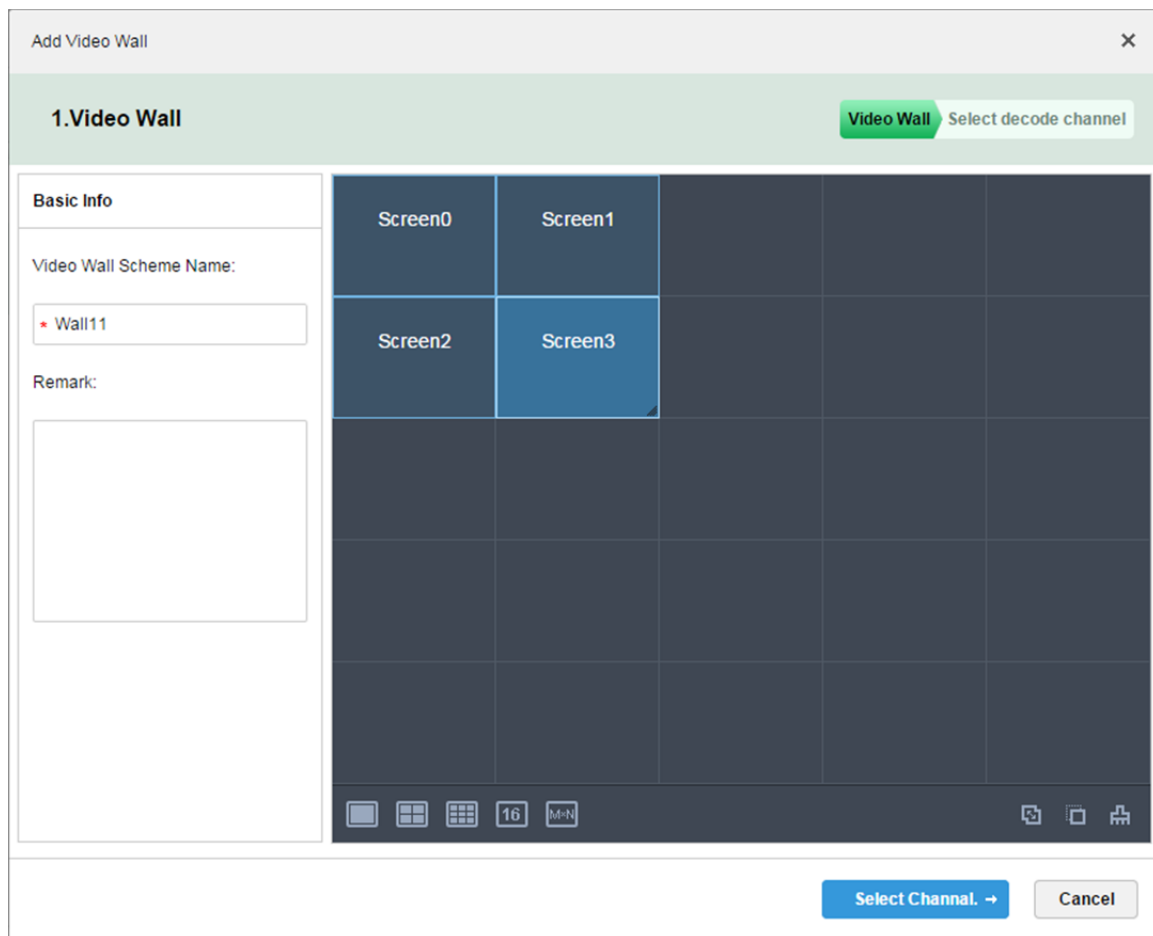 Add Video Wall
1.Video Wall
Video Wall Select decode channel
Basic Info
Video Wall Scheme Name:
* Wall11
Remark:
Screen0 Screen1
Screen2 Screen3
16 M×N
Select Channal. →
Cancel